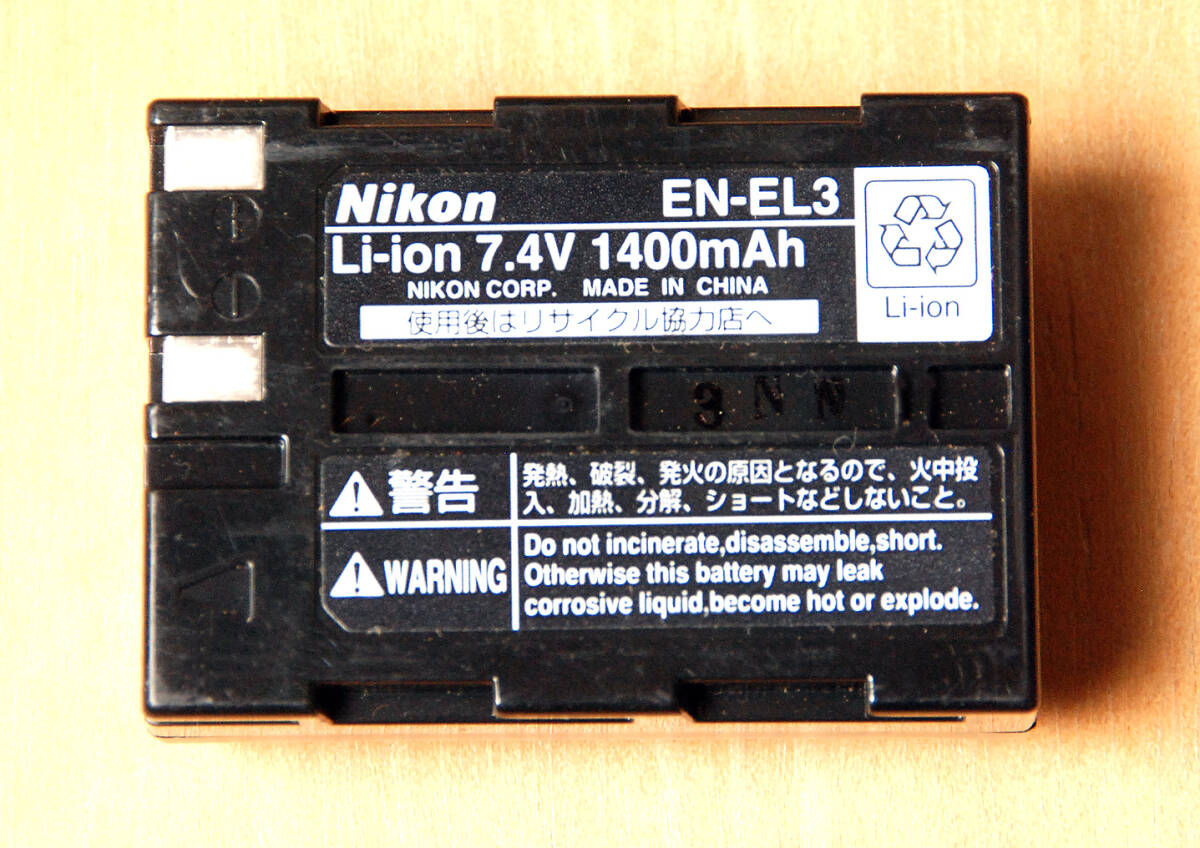 Nikon EN-EL3
Li-ion 7.4V 1400mAh
NIKON CORP. MADE IN CHINA
使用後はリサイクル協力店へ
Li-ion
3 N N
警告
発熱、破裂、発火の原因となるので、火中投
入、加熱、分解、ショートなどしないこと。
WARNING
Do not incinerate,disassemble,short.
Otherwise this battery may leak
corrosive liquid,become hot or explode.